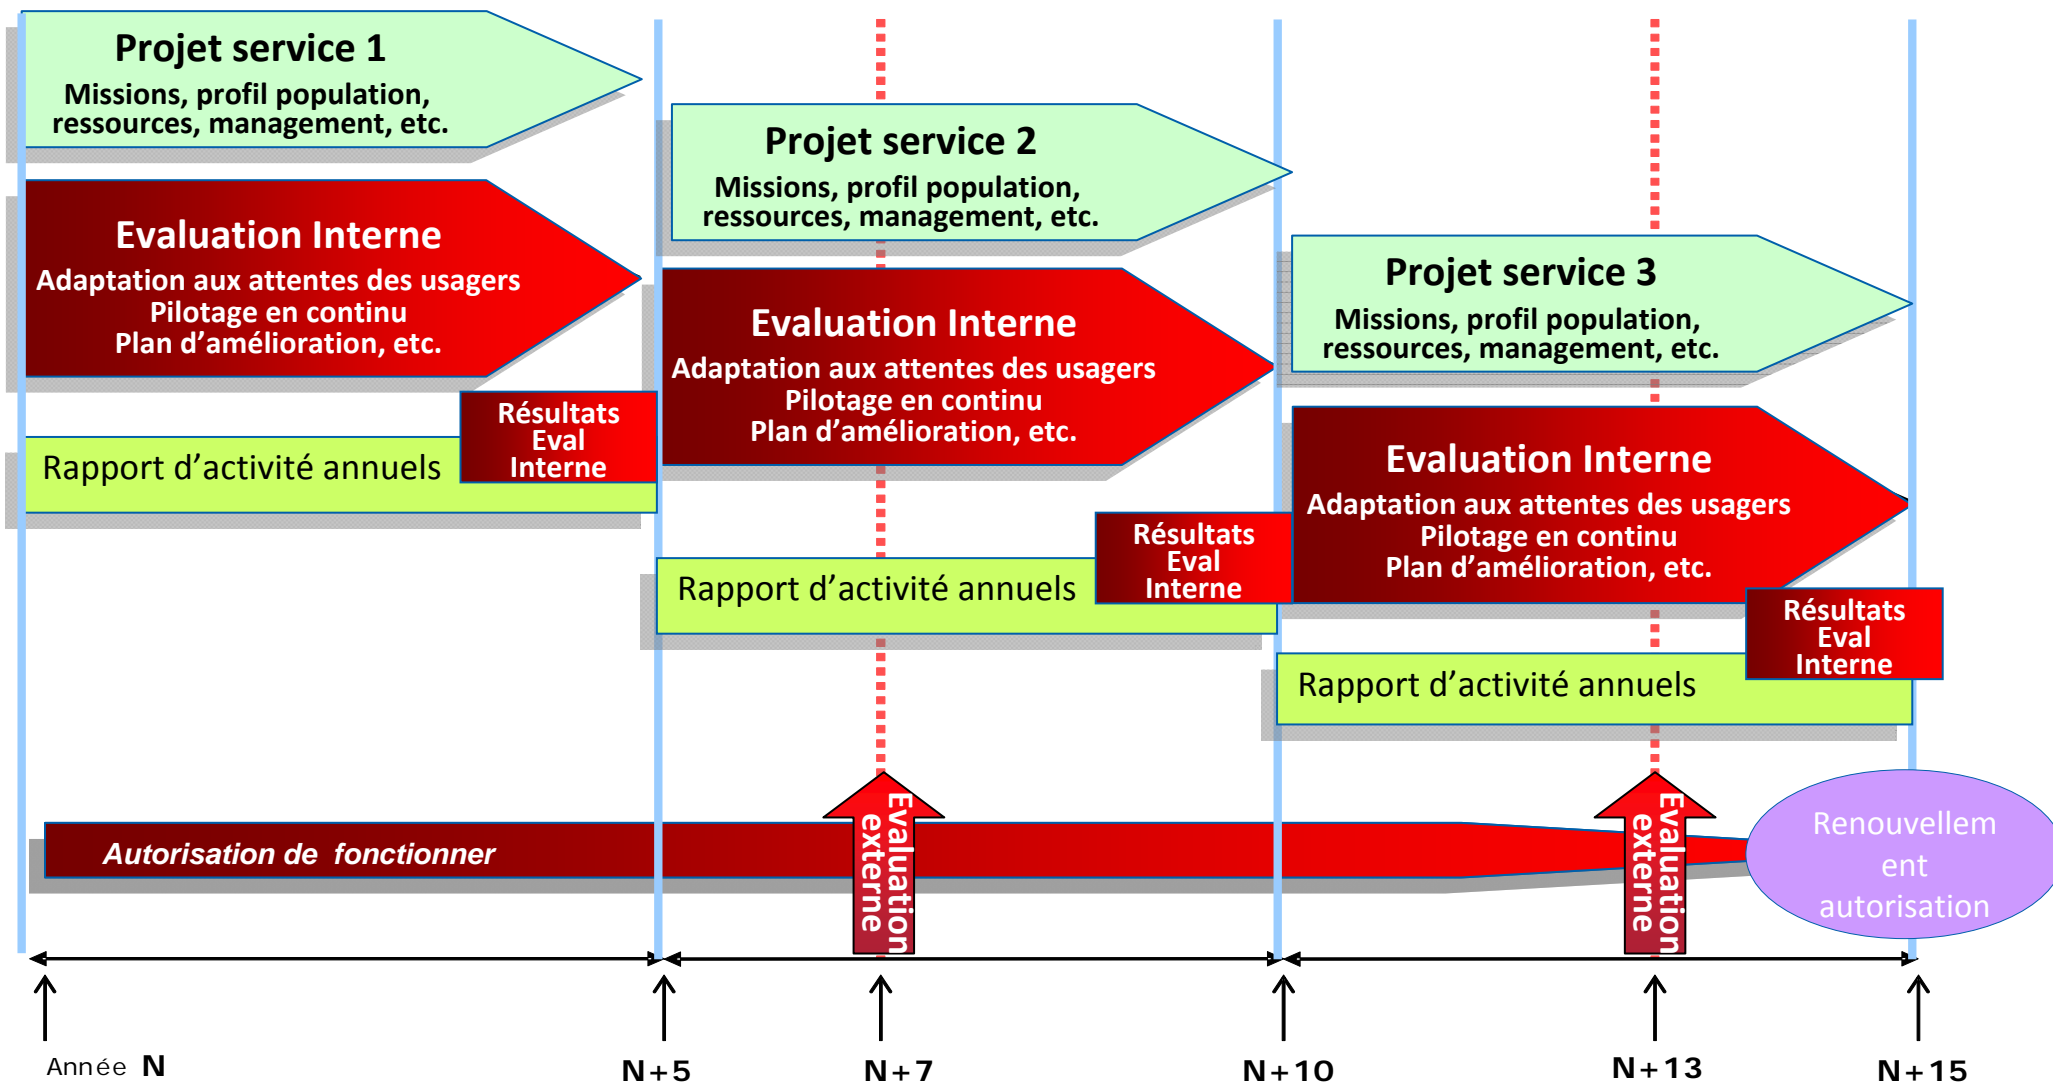 Projet service 1
Missions, profil population,
ressources, management, etc.
Evaluation Interne
Adaptation aux attentes des usagers
Pilotage en continu
Plan d’amélioration, etc.
Résultats
Eval
Interne
Rapport d’activité annuels
Projet service 2
Missions, profil population,
ressources, management, etc.
Evaluation Interne
Adaptation aux attentes des usagers
Pilotage en continu
Plan d’amélioration, etc.
Résultats
Eval
Interne
Rapport d’activité annuels
Projet service 3
Missions, profil population,
ressources, management, etc.
Evaluation Interne
Adaptation aux attentes des usagers
Pilotage en continu
Plan d’amélioration, etc.
Résultats
Eval
Interne
Rapport d’activité annuels
Autorisation de fonctionner
Evaluation
externe
Evaluation
externe
Renouvellem
ent
autorisation
Année N
N+5
N+7
N+10
N+13
N+15